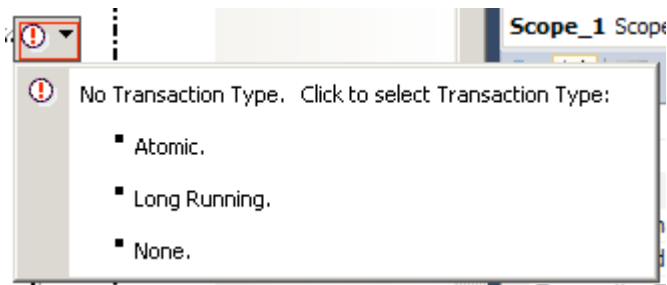 Scope_1 Scope
No Transaction Type. Click to select Transaction Type:
Atomic.
Long Running.
None.